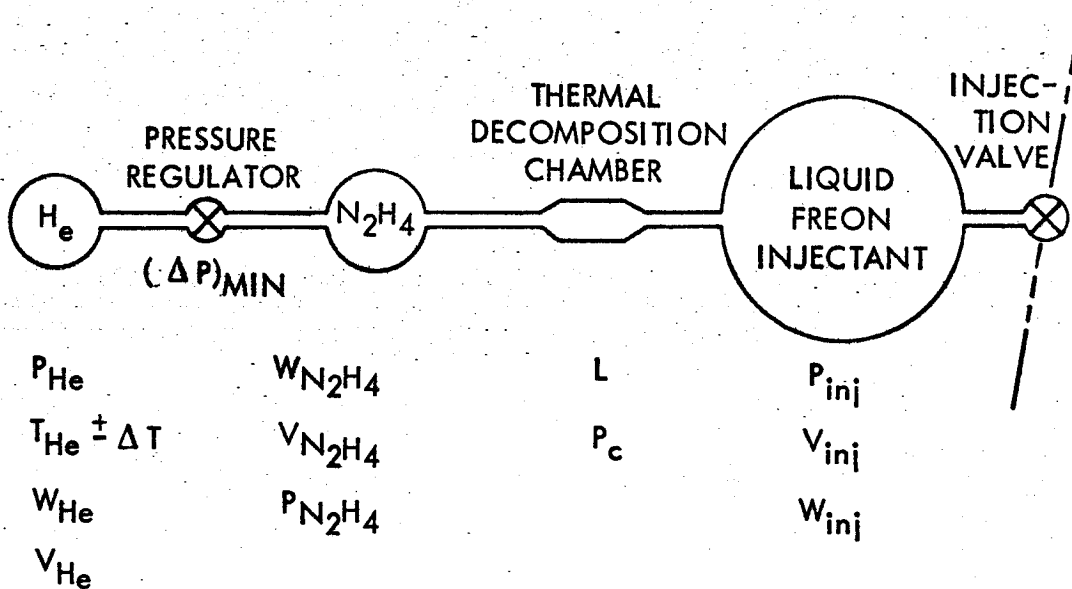 PRESSURE
REGULATOR
THERMAL
DECOMPOSITION
CHAMBER
INJEC-
TION
VALVE
He
N2H4
LIQUID
FREON
INJECTANT
(ΔP)MIN
PHe
THe ± ΔT
WHe
VHe
WN2H4
VN2H4
PN2H4
L
Pc
Pinj
Vinj
Winj